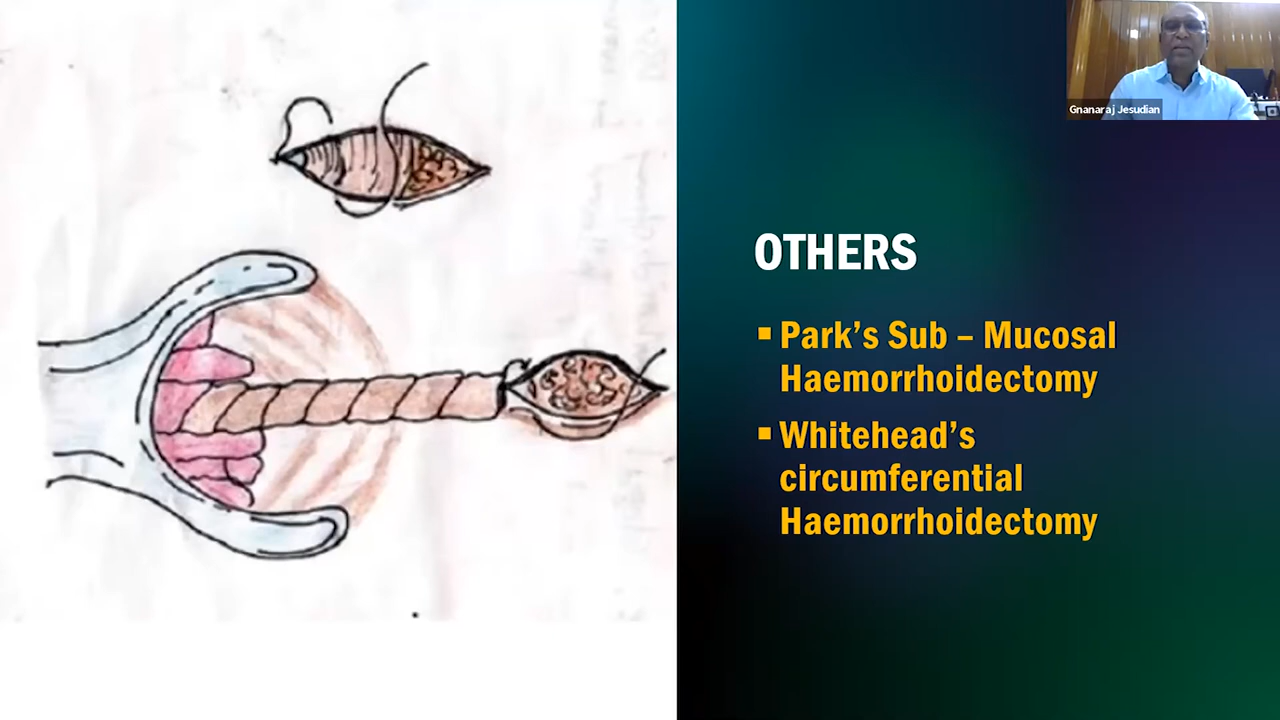 Gnanaraj Jesudian
OTHERS
▪ Park’s Sub – Mucosal
Haemorrhoidectomy
▪ Whitehead’s
circumferential
Haemorrhoidectomy